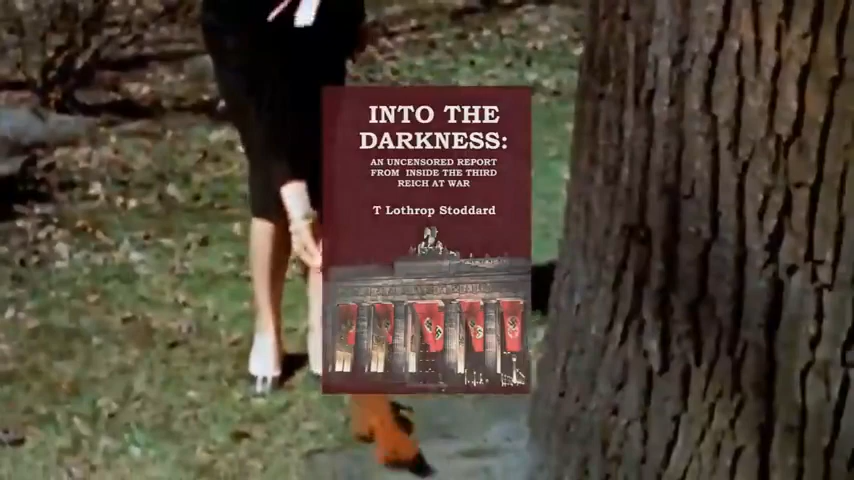 INTO THE
DARKNESS:
AN UNCENSORED REPORT
FROM INSIDE THE THIRD
REICH AT WAR
T Lothrop Stoddard